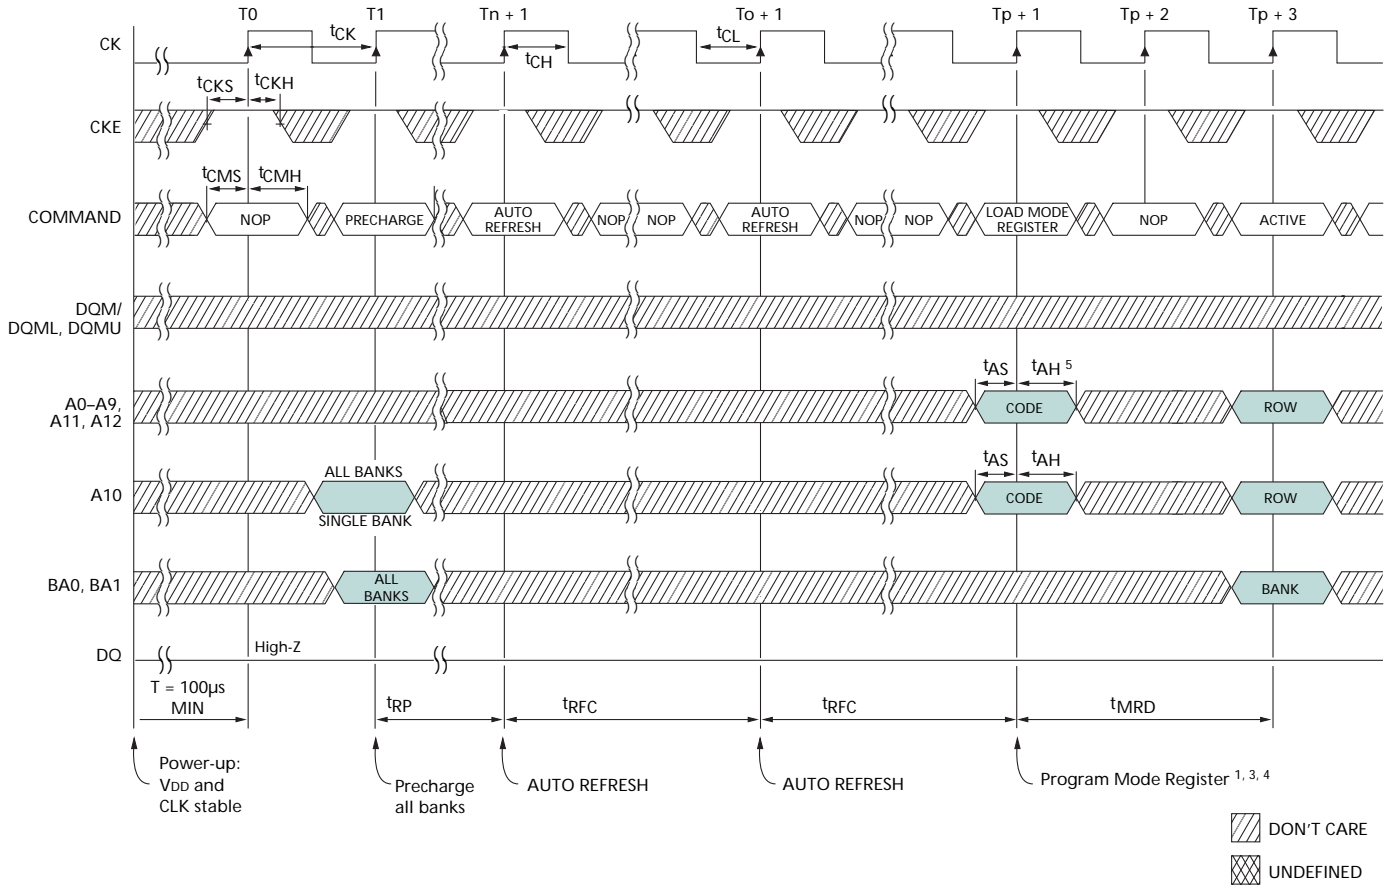 T0 T1 Tn + 1 To + 1 Tp + 1 Tp + 2 Tp + 3
CK
tCK
tCH
tCL
tCKS tCKH
CKE
tCMS tCMH
COMMAND
NOP
PRECHARGE
AUTO
REFRESH
NOP
NOP
AUTO
REFRESH
NOP
NOP
LOAD MODE
REGISTER
NOP
ACTIVE
DQM/
DQML, DQMU
tAS tAH 5
A0–A9,
A11, A12
CODE
ROW
tAS tAH
ALL BANKS
A10
CODE
ROW
SINGLE BANK
BA0, BA1
ALL
BANKS
BANK
DQ
High-Z
T = 100µs
MIN
tRP
tRFC
tRFC
tMRD
Power-up:
VDD and
CLK stable
Precharge
all banks
AUTO REFRESH
AUTO REFRESH
Program Mode Register 1, 3, 4
DON'T CARE
UNDEFINED